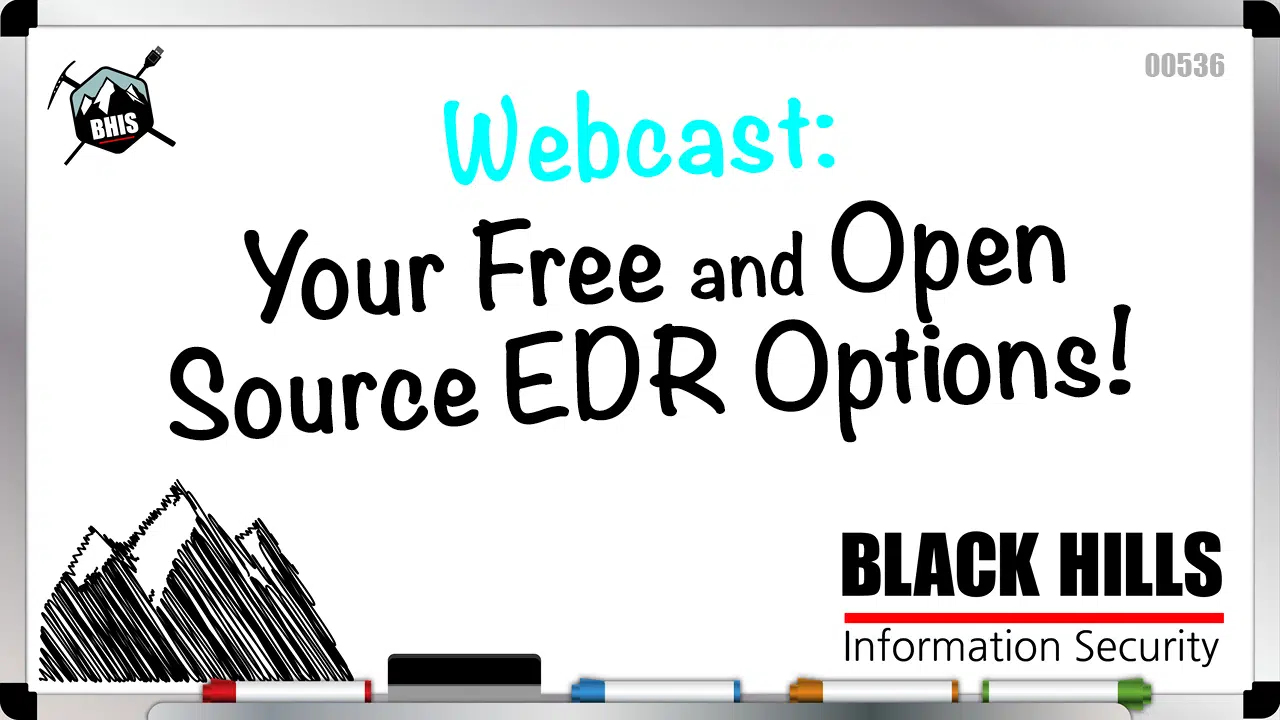 00536
BHIS
Webcast:
Your Free and Open
Source EDR Options!
BLACK HILLS
Information Security